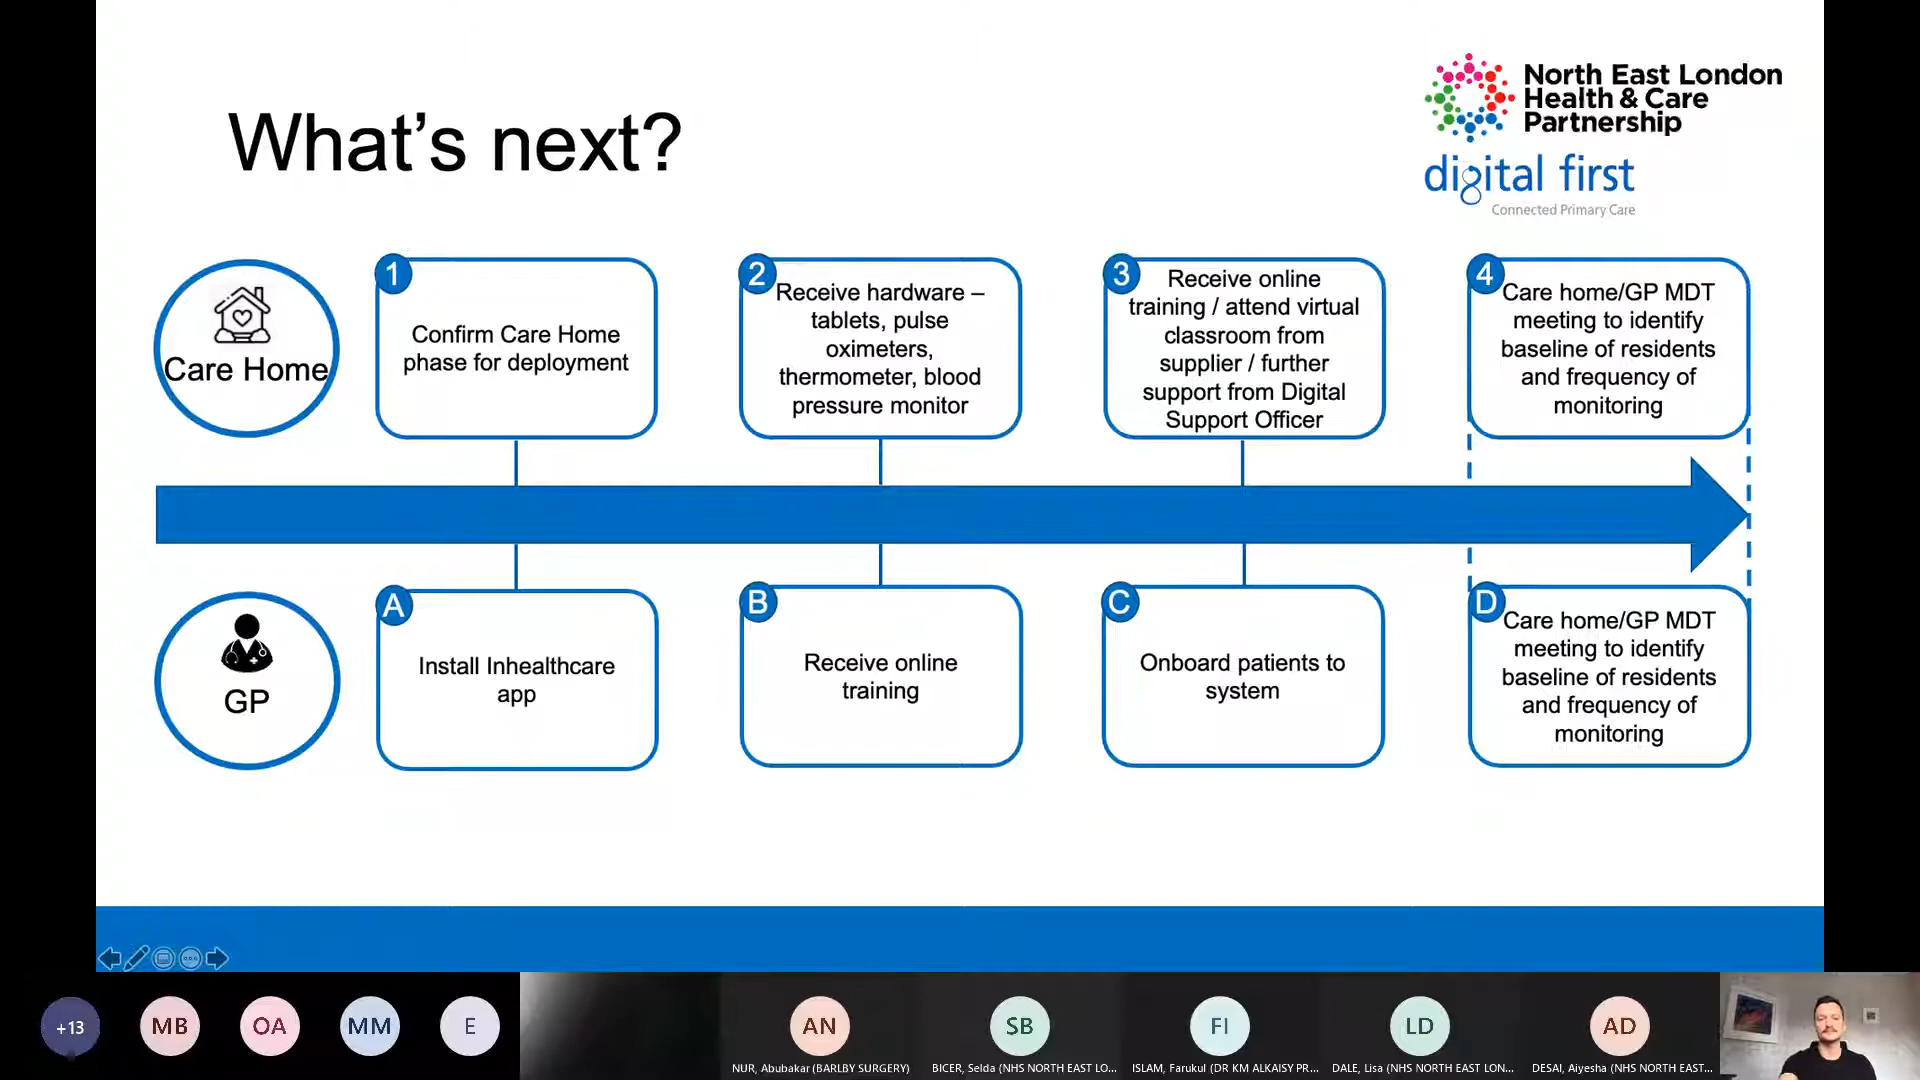 What's next?
North East London
Health & Care
Partnership
digital first
Connected Primary Care
Care Home
1
Confirm Care Home
phase for deployment
2
Receive hardware –
tablets, pulse
oximeters,
thermometer, blood
pressure monitor
3
Receive online
training / attend virtual
classroom from
supplier / further
support from Digital
Support Officer
4
Care home/GP MDT
meeting to identify
baseline of residents
and frequency of
monitoring
GP
A
Install Inhealthcare
app
B
Receive online
training
C
Onboard patients to
system
D
Care home/GP MDT
meeting to identify
baseline of residents
and frequency of
monitoring
+13
MB
OA
MM
E
AN
NUR, Abubakar (BARLBY SURGERY)
SB
BICER, Selda (NHS NORTH EAST LO...
FI
ISLAM, Farukul (DR KM ALKAISY PR...
LD
DALE, Lisa (NHS NORTH EAST LON...
AD
DESAI, Aiyesha (NHS NORTH EAST...